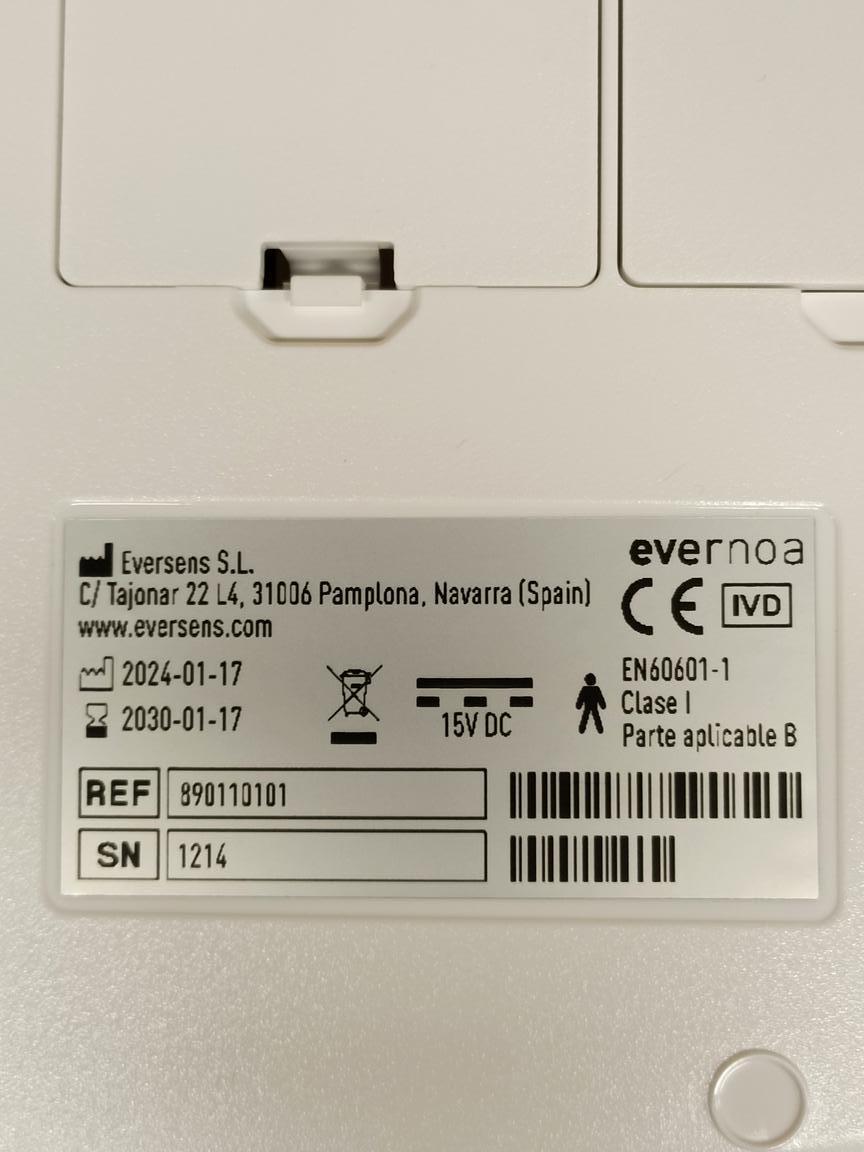 Eversens S.L.
C/ Tajonar 22 L4, 31006 Pamplona, Navarra (Spain)
www.eversens.com
evernoa
CE IVD
2024-01-17
2030-01-17
15V DC
EN60601-1
Clase I
Parte aplicable B
REF 890110101
SN 1214